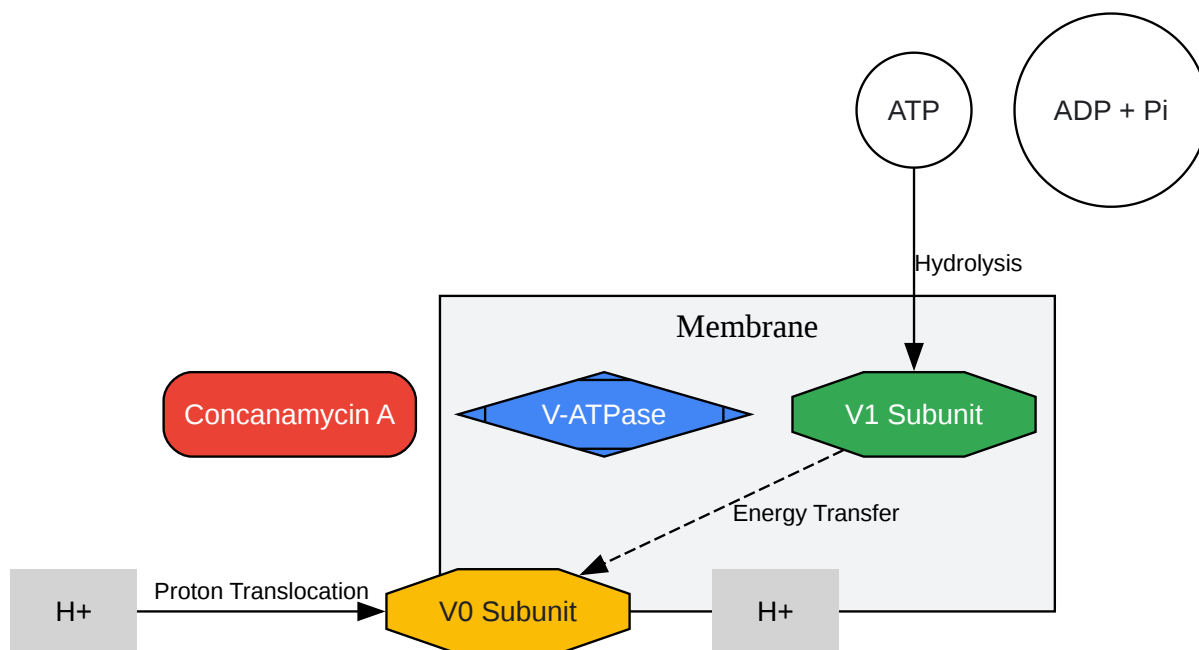 ATP
ADP + Pi
Hydrolysis
Membrane
Concanamycin A
V-ATPase
V1 Subunit
Energy Transfer
H+
Proton Translocation
V0 Subunit
H+